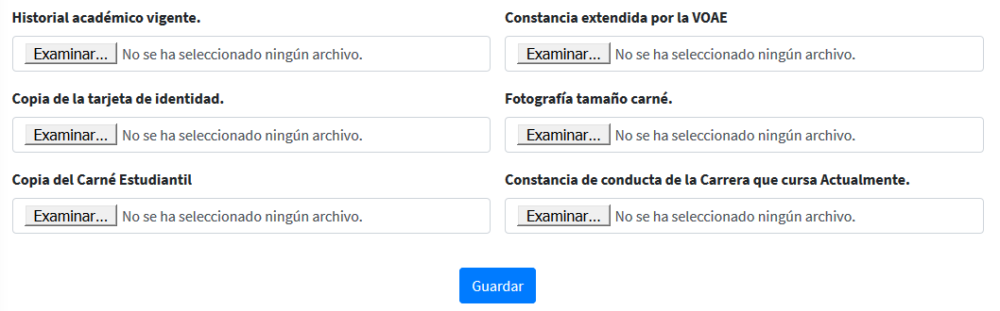 Historial académico vigente.
Constancia extendida por la VOAE
Examinar... No se ha seleccionado ningún archivo.
Examinar... No se ha seleccionado ningún archivo.
Copia de la tarjeta de identidad.
Fotografía tamaño carné.
Examinar... No se ha seleccionado ningún archivo.
Examinar... No se ha seleccionado ningún archivo.
Copia del Carné Estudiantil
Constancia de conducta de la Carrera que cursa Actualmente.
Examinar... No se ha seleccionado ningún archivo.
Examinar... No se ha seleccionado ningún archivo.
Guardar